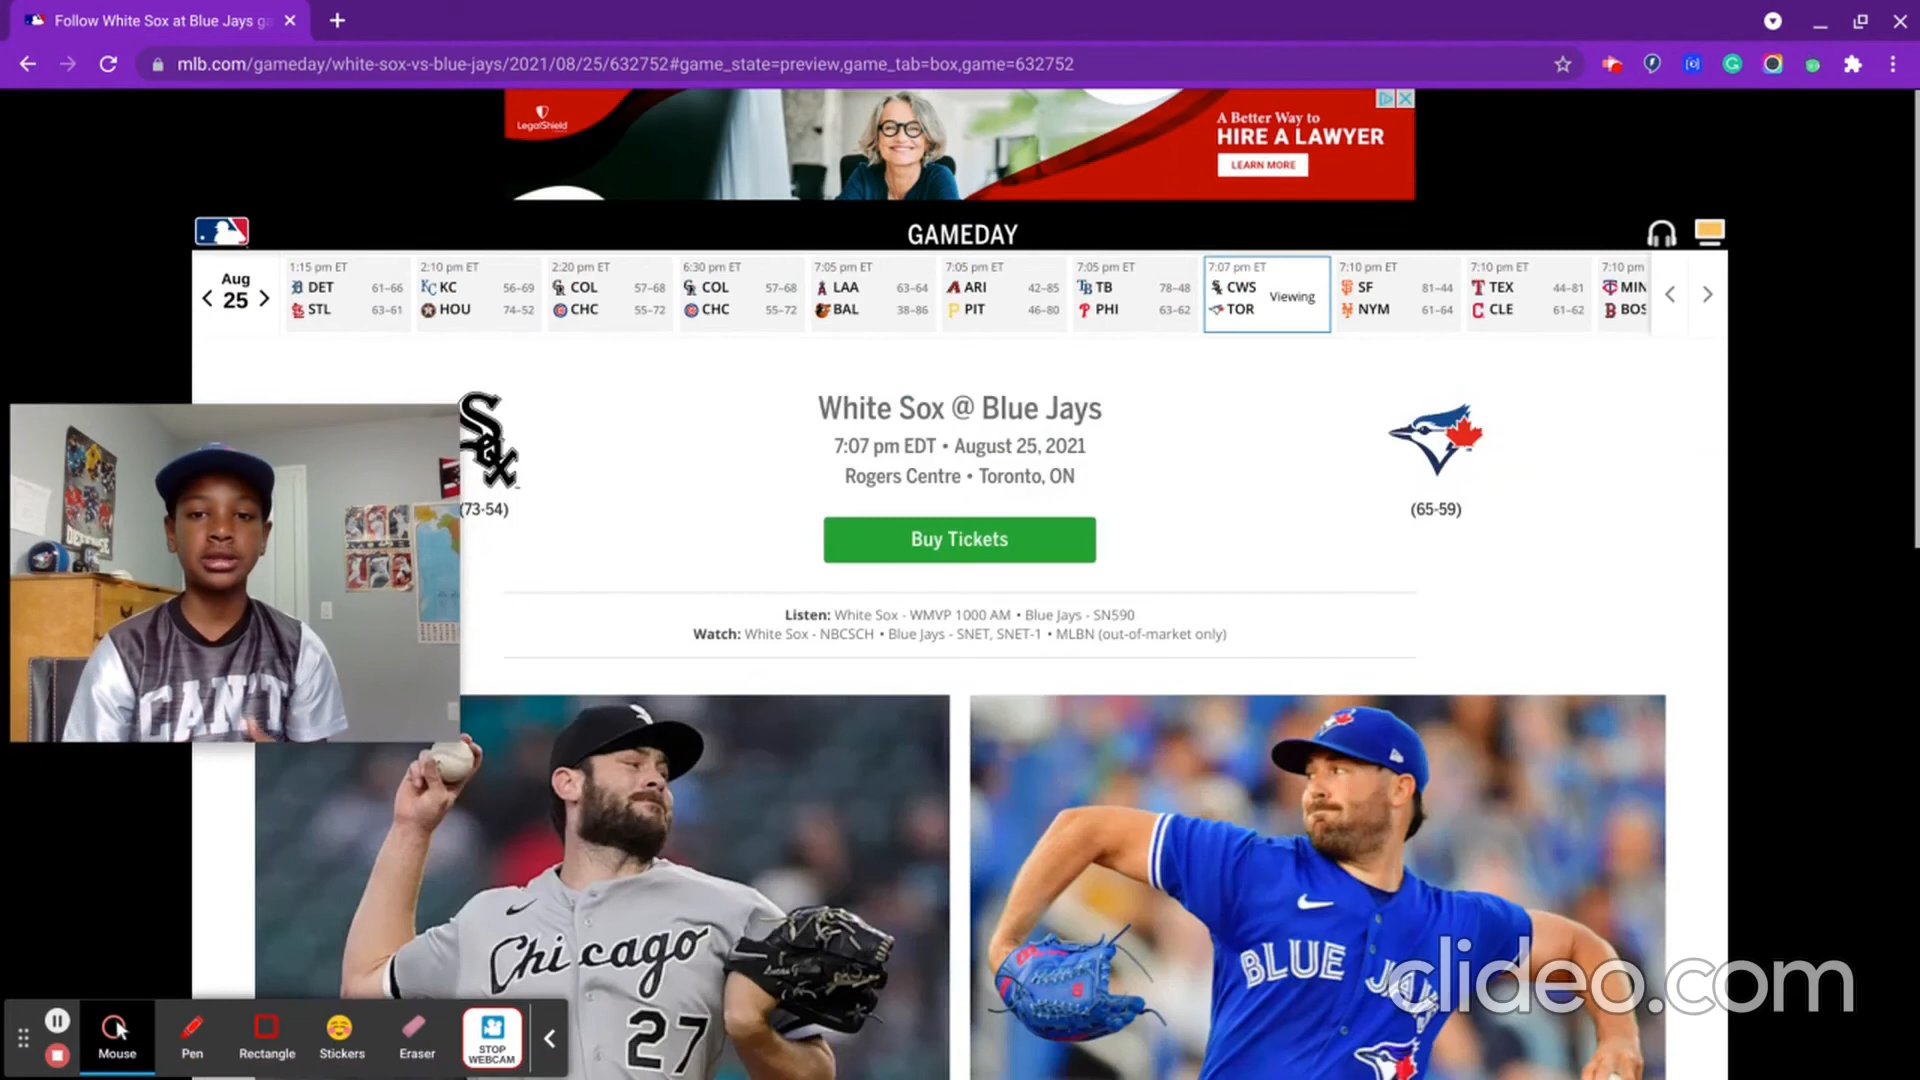 Follow White Sox at Blue Jays ga
mlb.com/gameday/white-sox-vs-blue-jays/2021/08/25/632752#game_state=preview,game_tab=box,game=632752
LegalShield
A Better Way to
HIRE A LAWYER
LEARN MORE
GAMEDAY
Aug
25
1:15 pm ET
DET 61-66
STL 63-61
2:10 pm ET
KC 56-69
HOU 74-52
2:20 pm ET
COL 57-68
CHC 55-72
6:30 pm ET
COL 57-68
CHC 55-72
7:05 pm ET
LAA 63-64
BAL 38-86
7:05 pm ET
ARI 42-85
PIT 46-80
7:05 pm ET
TB 78-48
PHI 63-62
7:07 pm ET
CWS
TOR
Viewing
7:10 pm ET
SF 81-44
NYM 61-64
7:10 pm ET
TEX 44-81
CLE 61-62
7:10 pm
MIN
BOS
White Sox @ Blue Jays
7:07 pm EDT • August 25, 2021
Rogers Centre • Toronto, ON
Sox
(73-54)
(65-59)
Buy Tickets
Listen: White Sox - WMVP 1000 AM • Blue Jays - SN590
Watch: White Sox - NBCSCH • Blue Jays - SNET, SNET-1 • MLBN (out-of-market only)
DEFENSE
CAN'T
Chicago
27
BLUE JAYS
clideo.com
Mouse
Pen
Rectangle
Stickers
Eraser
STOP
WEBCAM